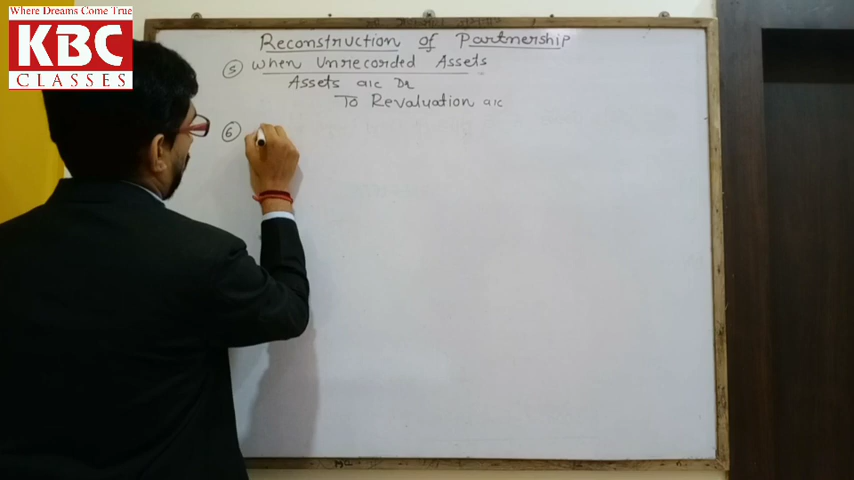 Where Dreams Come True
KBC
CLASSES
Reconstruction of Partnership
5 When Unrecorded Assets
Assets a/c Dr
To Revaluation a/c
6